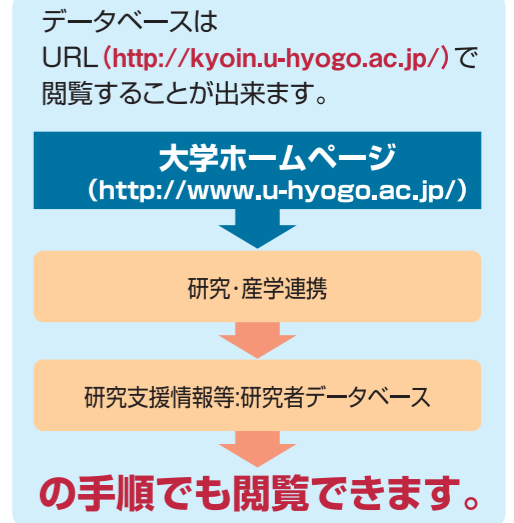 データベースは
URL(http://kyoin.u-hyogo.ac.jp/)で
閲覧することが出来ます。
大学ホームページ
(http://www.u-hyogo.ac.jp/)
研究・産学連携
研究支援情報等:研究者データベース
の手順でも閲覧できます。